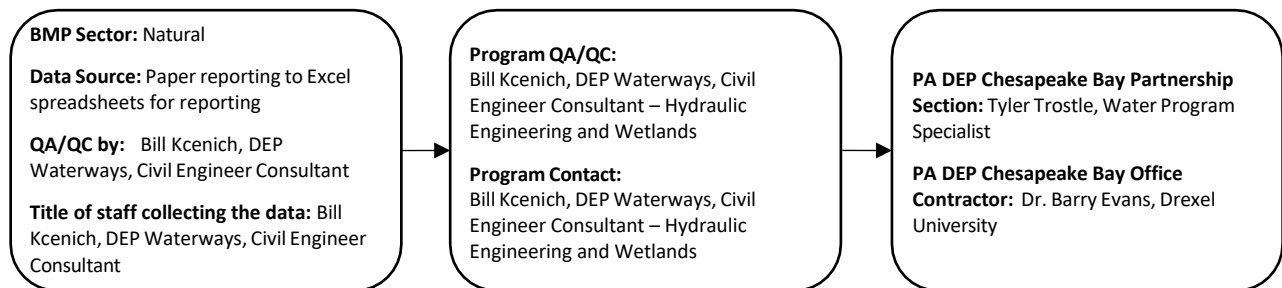 BMP Sector: Natural
Data Source: Paper reporting to Excel
spreadsheets for reporting
QA/QC by: Bill Kcenich, DEP
Waterways, Civil Engineer Consultant
Title of staff collecting the data: Bill
Kcenich, DEP Waterways, Civil Engineer
Consultant
Program QA/QC:
Bill Kcenich, DEP Waterways, Civil
Engineer Consultant – Hydraulic
Engineering and Wetlands
Program Contact:
Bill Kcenich, DEP Waterways, Civil
Engineer Consultant – Hydraulic
Engineering and Wetlands
PA DEP Chesapeake Bay Partnership
Section: Tyler Trostle, Water Program
Specialist
PA DEP Chesapeake Bay Office
Contractor: Dr. Barry Evans, Drexel
University